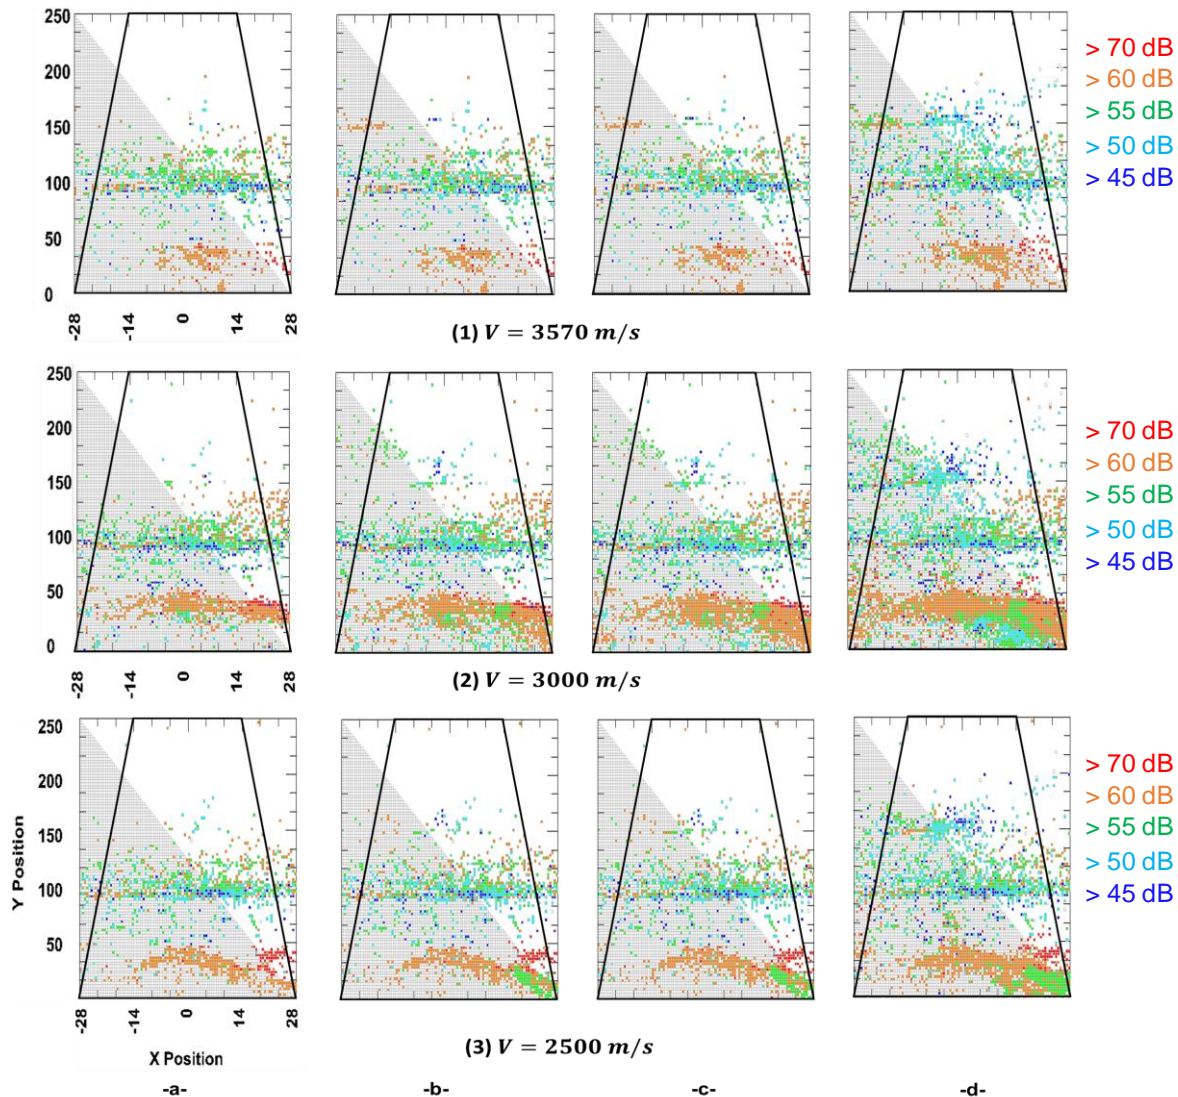 250
200
150
100
50
0
-28
-14
0
14
28
> 70 dB
> 60 dB
> 55 dB
> 50 dB
> 45 dB
(1) V = 3570 m/s
250
200
150
100
50
0
-28
-14
0
14
28
> 70 dB
> 60 dB
> 55 dB
> 50 dB
> 45 dB
(2) V = 3000 m/s
Y Position
250
200
150
100
50
-28
-14
0
14
28
> 70 dB
> 60 dB
> 55 dB
> 50 dB
> 45 dB
X Position
(3) V = 2500 m/s
-a-
-b-
-c-
-d-